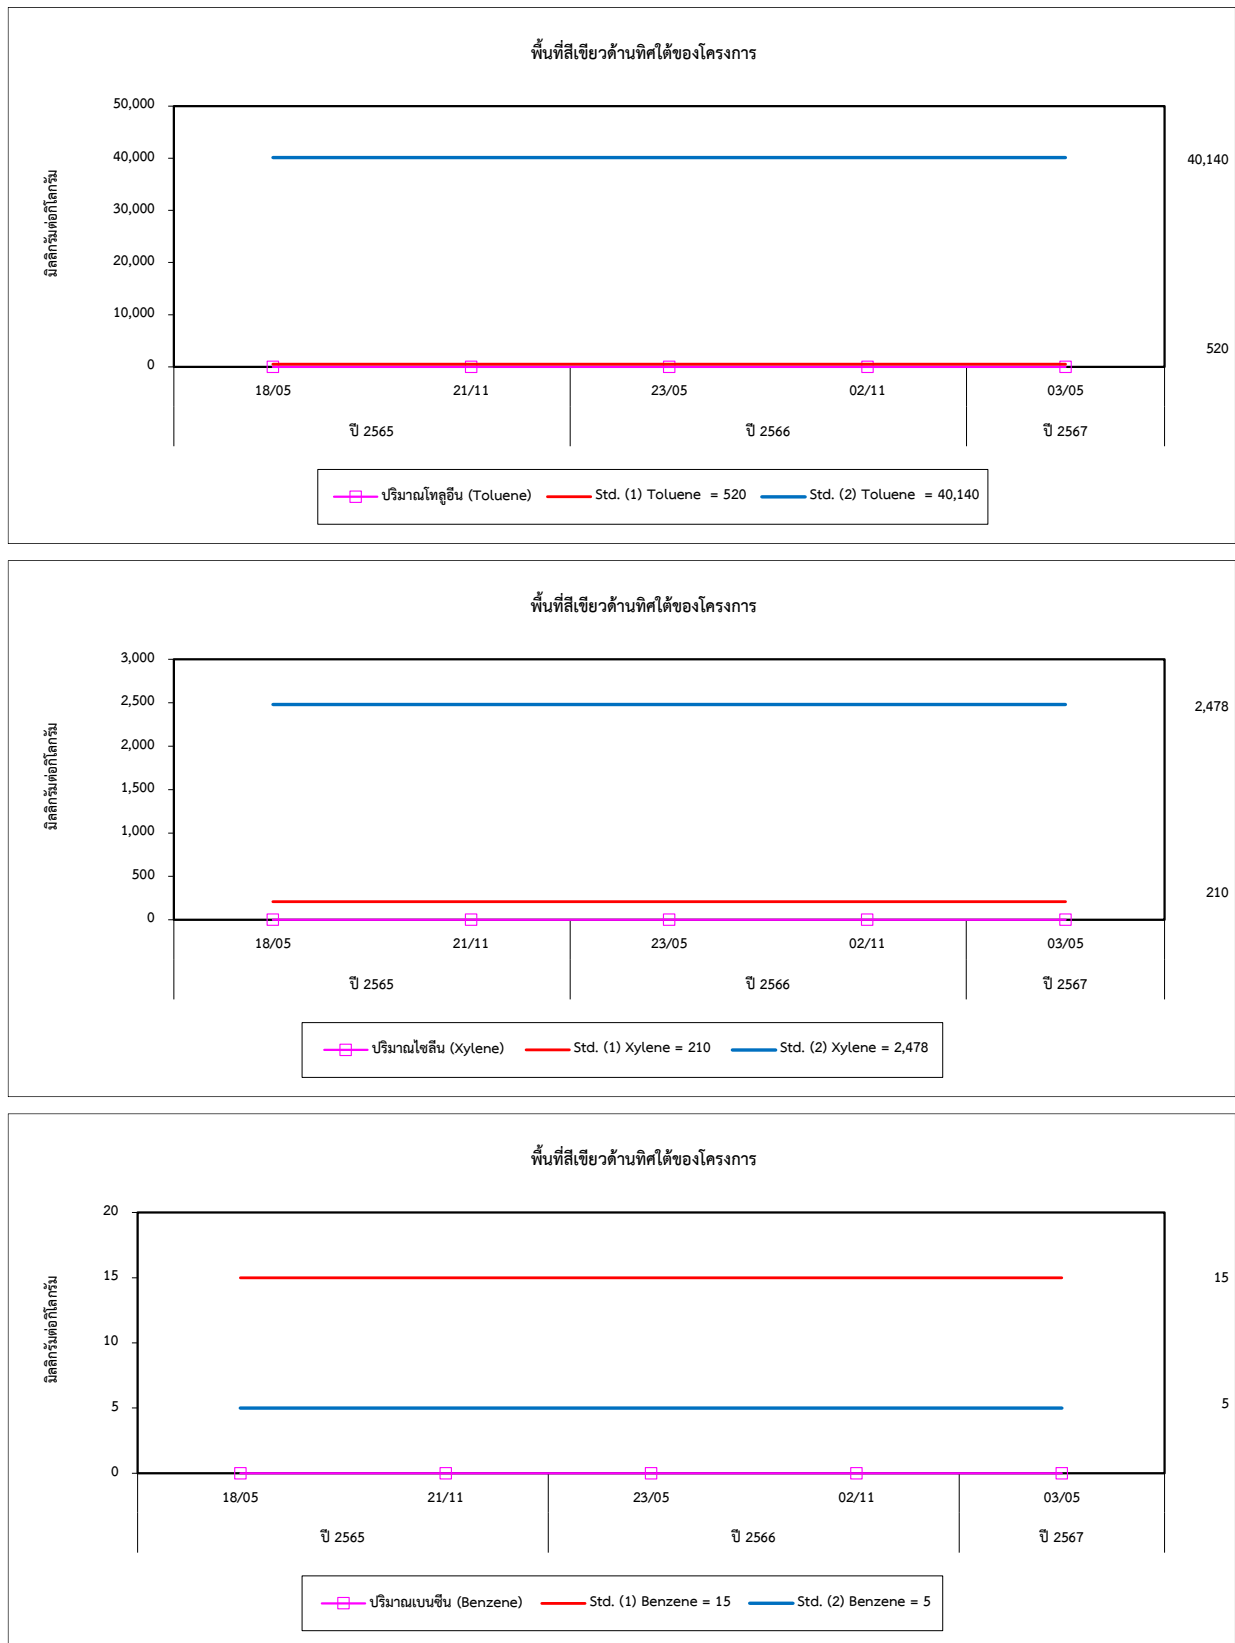 พื้นที่สีเขียวด้านทิศใต้ของโครงการ
มิลลิกรัมต่อกิโลกรัม
50,000
40,000
30,000
20,000
10,000
0
40,140
520
18/05 21/11 23/05 02/11 03/05
ปี 2565 ปี 2566 ปี 2567
ปริมาณโทลูอีน (Toluene) Std. (1) Toluene = 520 Std. (2) Toluene = 40,140
พื้นที่สีเขียวด้านทิศใต้ของโครงการ
มิลลิกรัมต่อกิโลกรัม
3,000
2,500
2,000
1,500
1,000
500
0
2,478
210
18/05 21/11 23/05 02/11 03/05
ปี 2565 ปี 2566 ปี 2567
ปริมาณไซลีน (Xylene) Std. (1) Xylene = 210 Std. (2) Xylene = 2,478
พื้นที่สีเขียวด้านทิศใต้ของโครงการ
มิลลิกรัมต่อกิโลกรัม
20
15
10
5
0
15
5
18/05 21/11 23/05 02/11 03/05
ปี 2565 ปี 2566 ปี 2567
ปริมาณเบนซีน (Benzene) Std. (1) Benzene = 15 Std. (2) Benzene = 5